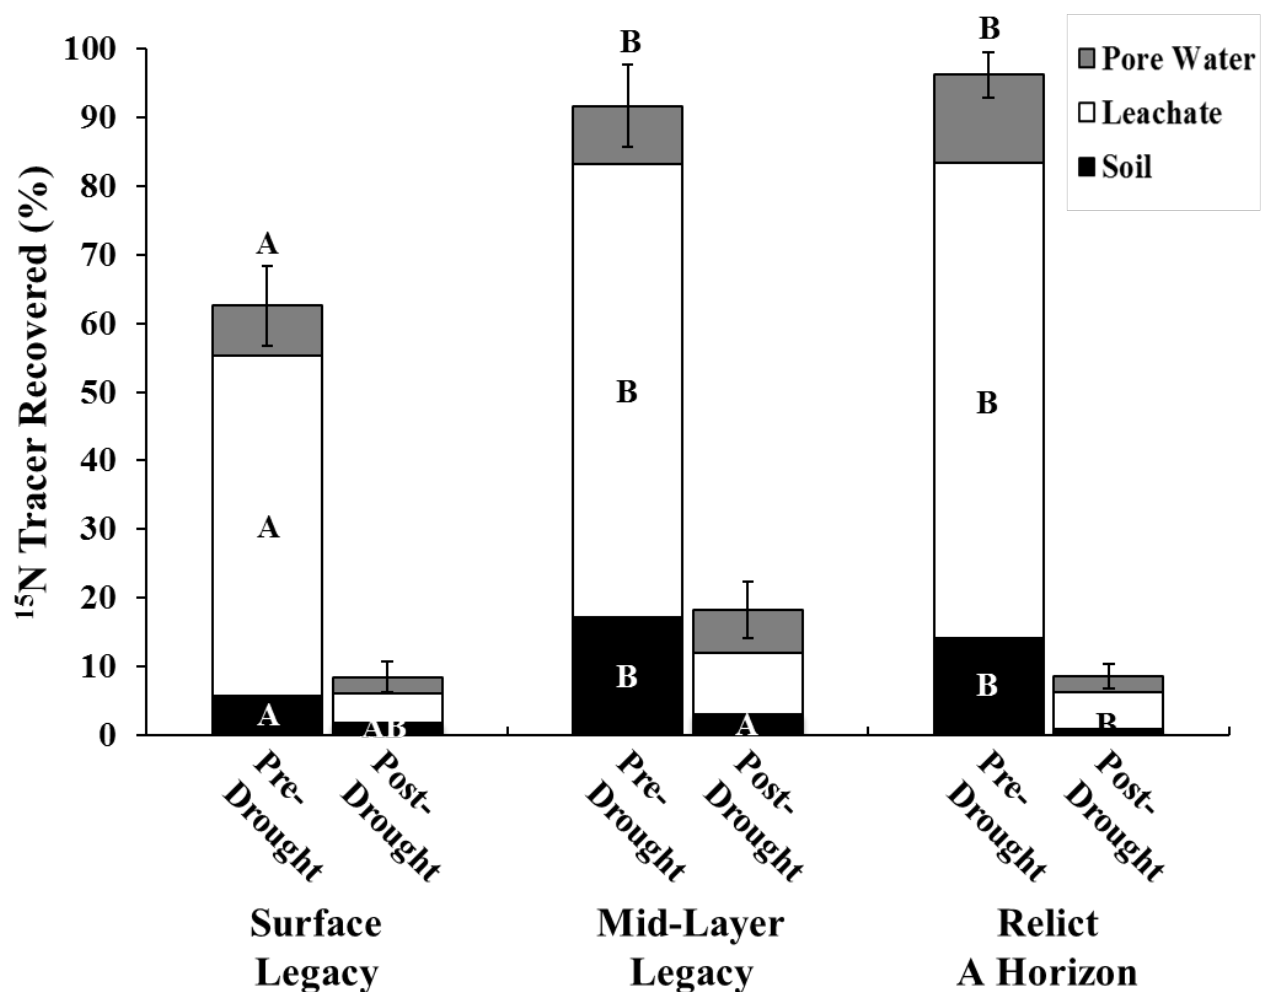 B
B
100
Pore Water
Leachate
Soil
90
80
70
60
50
40
30
20
10
0
¹⁵N Tracer Recovered (%)
A
A
A
AB
B
B
A
B
B
B
Pre-
Drought
Post-
Drought
Pre-
Drought
Post-
Drought
Pre-
Drought
Post-
Drought
Surface
Legacy
Mid-Layer
Legacy
Relict
A Horizon